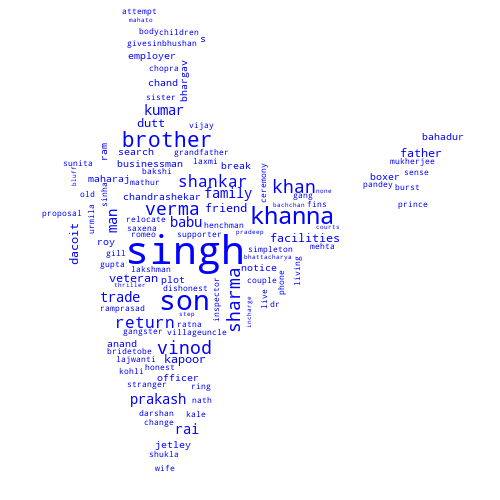 attempt
mahato
body children
s
givesin bhushan
employer
chopra
chand
bhargav
sister
kumar
dutt
vijay
bahadur
brother
ram
search
grandfather
father
sunita
businessman
laxmi
break
mukherjee
bluff
bakshi
ceremony
sense
maharaj
mathur
shankar
khan
boxer
pandey
burst
old
sinha
chandrashekar
family
gang
none
proposal
urmila
man
verma
friend
bachchan
fins
prince
relocate
babu
khanna
saxena
henchman
courts
dacoit
romeo
supporter
pradeep
roy
singh
facilities
gill
simpleton
mehta
bhattacharya
gupta
lakshman
sharma
notice
living
veteran
plot
couple
phone
thriller
dishonest
inspector
trade
son
live
dr
ramprasad
step
incharge
return
ratna
gangster
village uncle
anand
vinod
bridetobe
lajwanti
kapoor
kohli
honest
officer
stranger
ring
prakash
nath
darshan
kale
change
rai
jetley
shukla
wife